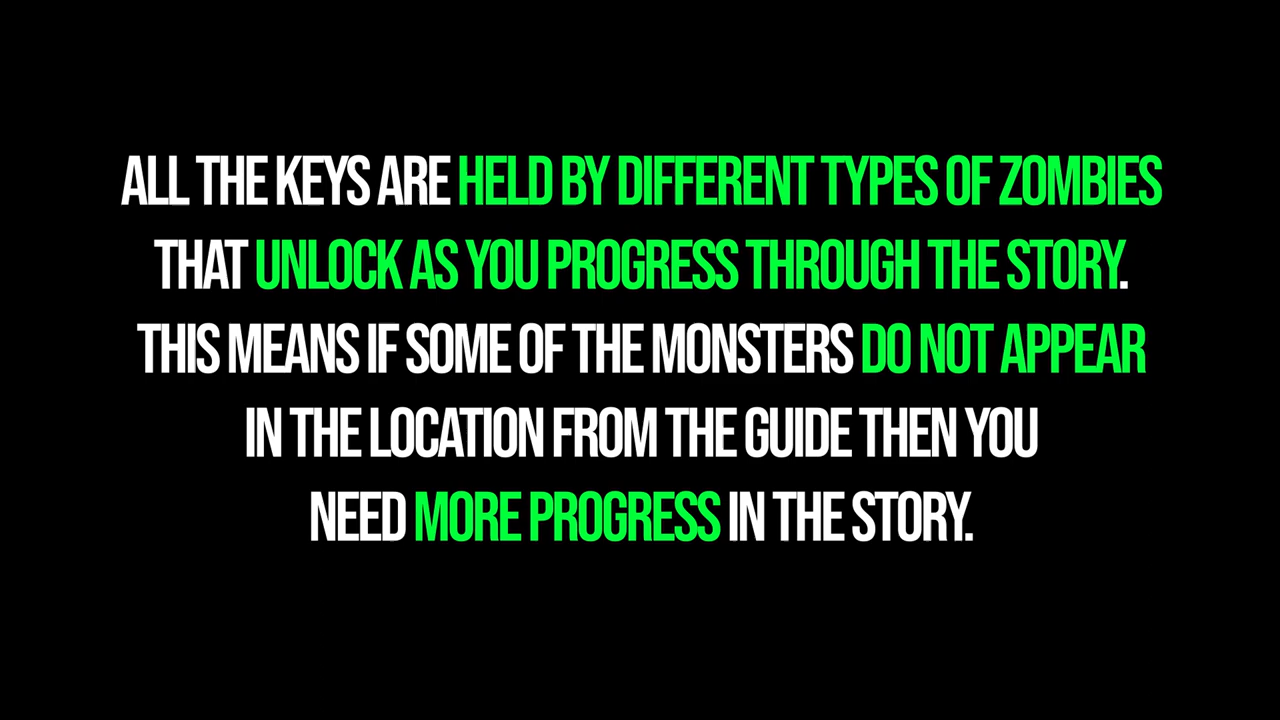 ALL THE KEYS ARE HELD BY DIFFERENT TYPES OF ZOMBIES
THAT UNLOCK AS YOU PROGRESS THROUGH THE STORY.
THIS MEANS IF SOME OF THE MONSTERS DO NOT APPEAR
IN THE LOCATION FROM THE GUIDE THEN YOU
NEED MORE PROGRESS IN THE STORY.